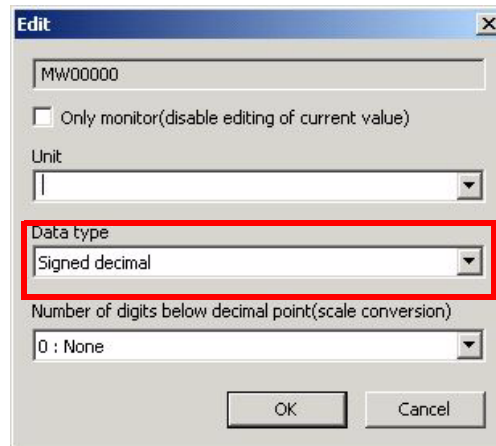 Edit
MW00000
Only monitor(disable editing of current value)
Unit
Data type
Signed decimal
Number of digits below decimal point(scale conversion)
0 : None
OK Cancel